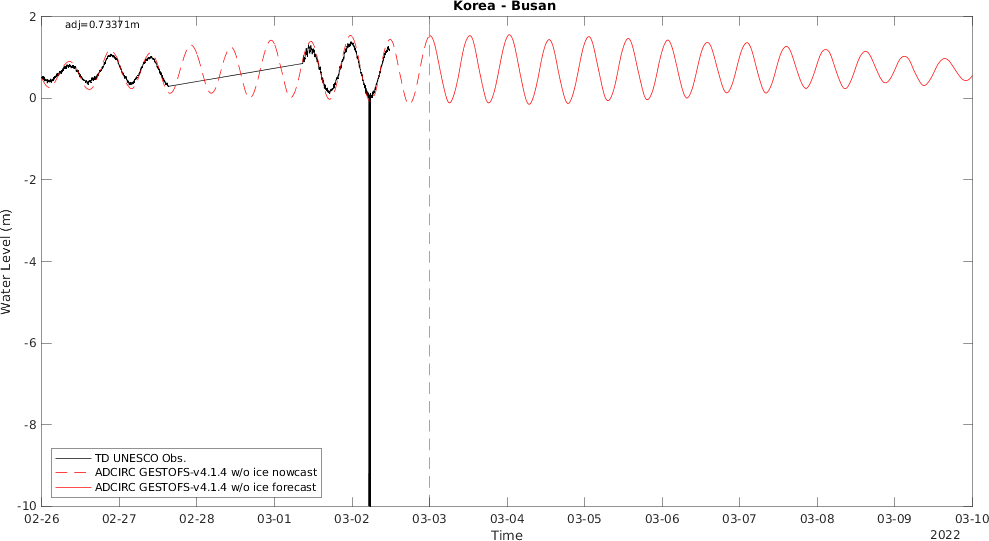 Korea - Busan
adj=0.73371m
2
0
-2
-4
-6
-8
-10
Water Level (m)
TD UNESCO Obs.
ADCIRC GESTOFS-v4.1.4 w/o ice nowcast
ADCIRC GESTOFS-v4.1.4 w/o ice forecast
02-26 02-27 02-28 03-01 03-02 03-03 03-04 03-05 03-06 03-07 03-08 03-09 03-10
Time
2022